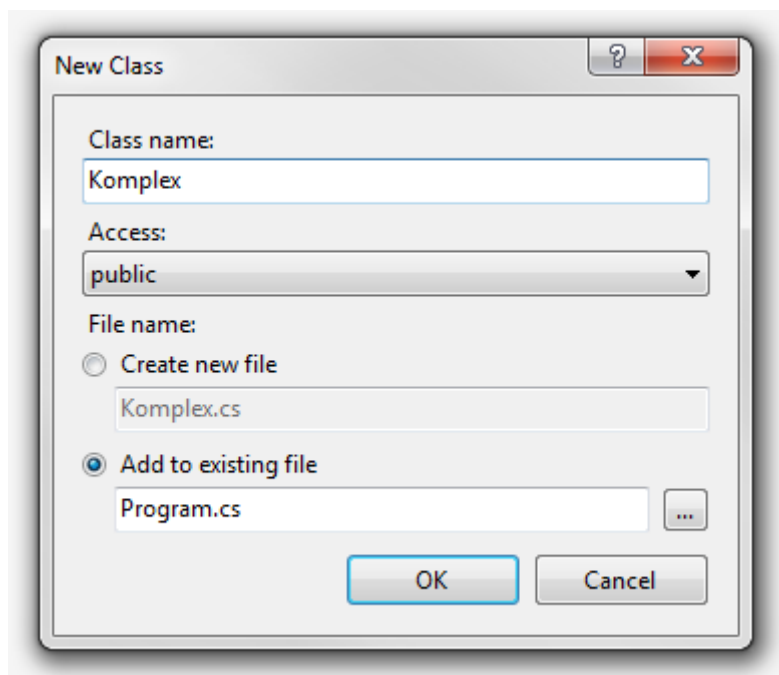 New Class
Class name:
Komplex
Access:
public
File name:
Create new file
Komplex.cs
Add to existing file
Program.cs
...
OK Cancel